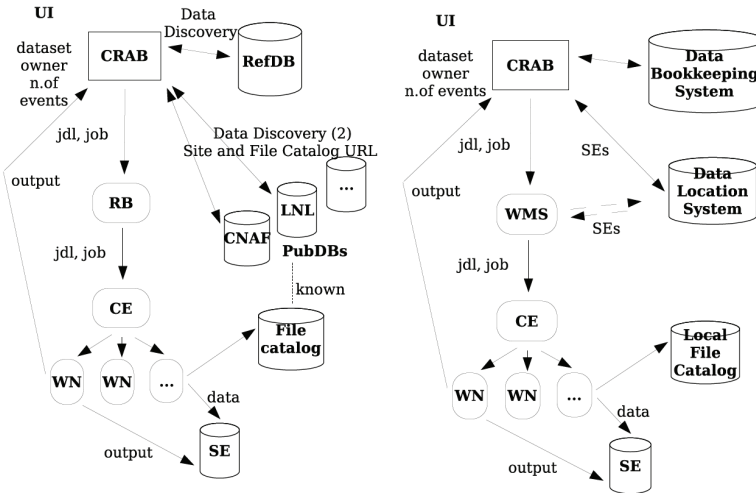 UI
dataset
owner
n.of
events
CRAB
Data
Discovery
RefDB
jdl, job
Data Discovery (2)
Site and File Catalog URL
output
...
LNL
CNAF
PubDBs
RB
jdl, job
known
CE
File
catalog
WN
WN
...
data
output
SE
UI
dataset
owner
n.of events
CRAB
Data
Bookkeeping
System
jdl, job
SEs
output
Data
Location
System
WMS
SEs
jdl, job
CE
Local
File
Catalog
WN
WN
...
data
output
SE